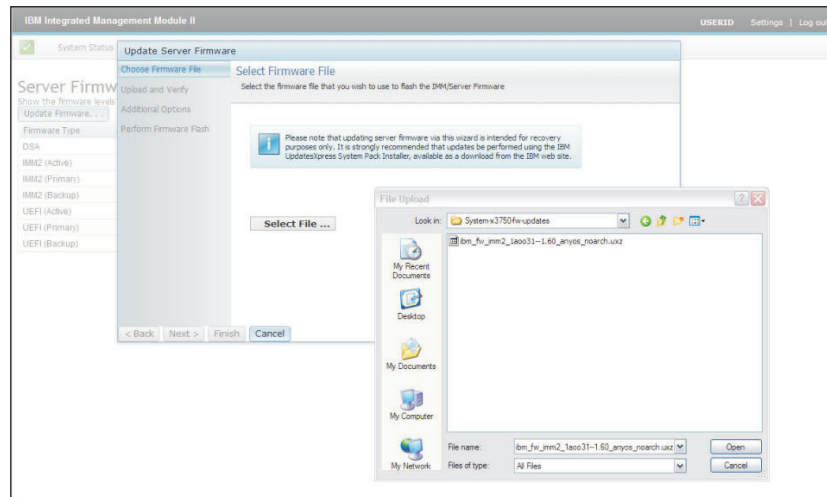 IBM Integrated Management Module II
USERID Settings | Log out
System Status
Update Server Firmware
Server Firmw
Show the firmware levels
Update Firmware. . .
Firmware Type
DSA
IMM2 (Active)
IMM2 (Primary)
IMM2 (Backup)
UEFI (Active)
UEFI (Primary)
UEFI (Backup)
Choose Firmware File
Upload and Verify
Additional Options
Perform Firmware Flash
Select Firmware File
Select the firmware file that you wish to use to flash the IMM/Server Firmware
Please note that updating server firmware via this wizard is intended for recovery
purposes only. It is strongly recommended that updates be performed using the IBM
UpdatesXpress System Pack Installer, available as a download from the IBM web site.
Select File ...
< Back Next > Finish Cancel
File Upload
Look in: System-x3750-fw-updates
ibm_fw_imm2_1aoo31--1.60_anyos_noarch.uxz
My Recent
Documents
Desktop
My Documents
My Computer
My Network
File name: ibm_fw_imm2_1aoo31--1.60_anyos_noarch.uxz Open
Files of type: All Files Cancel